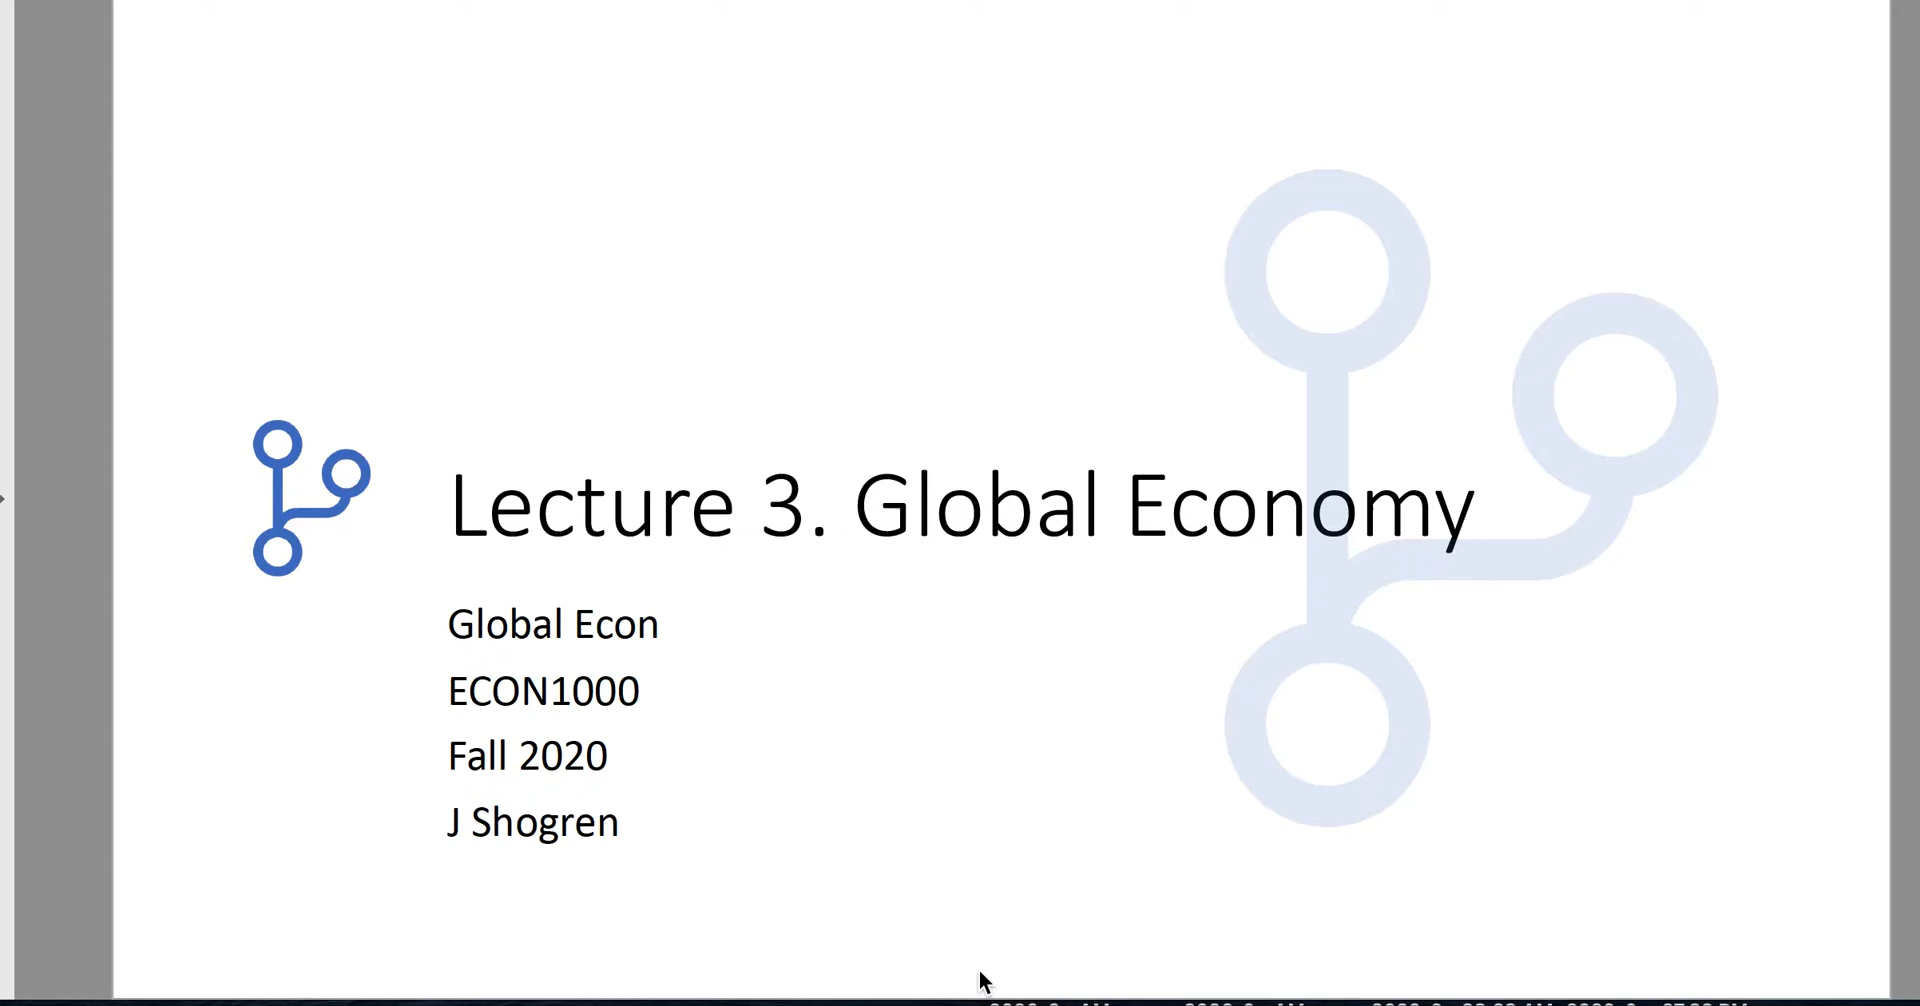 Lecture 3. Global Economy
Global Econ
ECON1000
Fall 2020
J Shogren